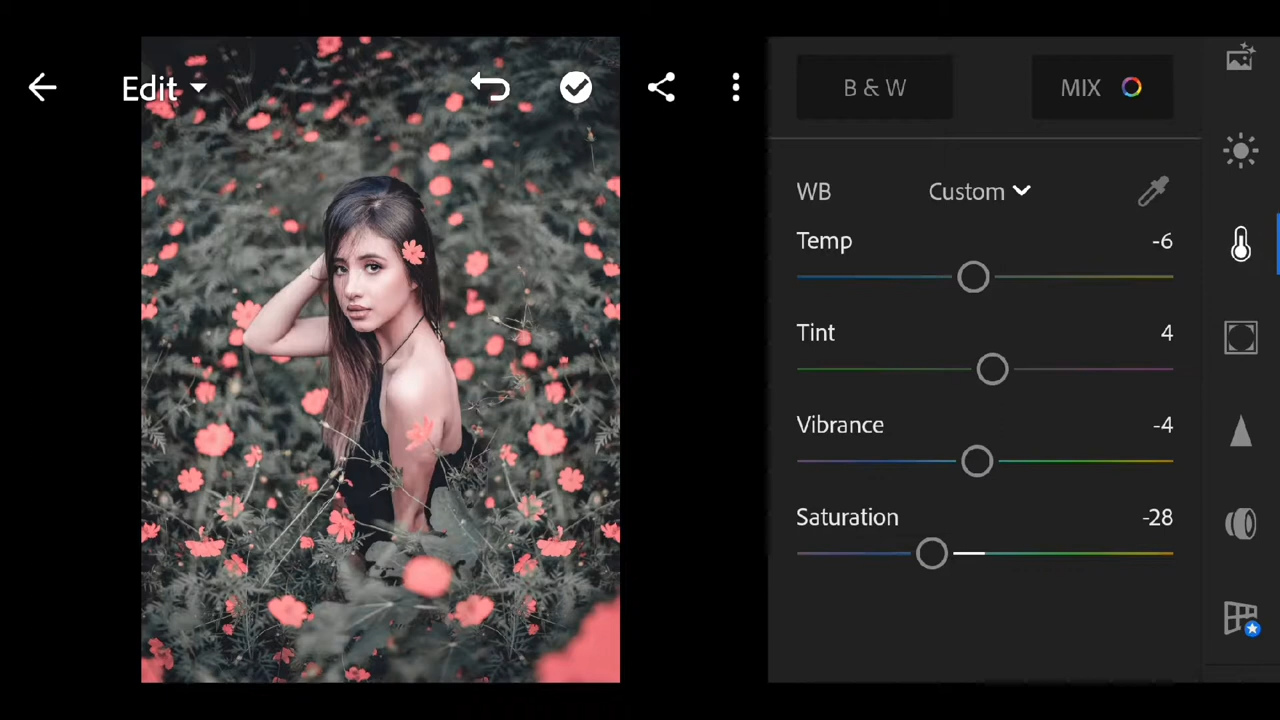 Edit
B & W
MIX
WB
Custom
Temp
-6
Tint
4
Vibrance
-4
Saturation
-28